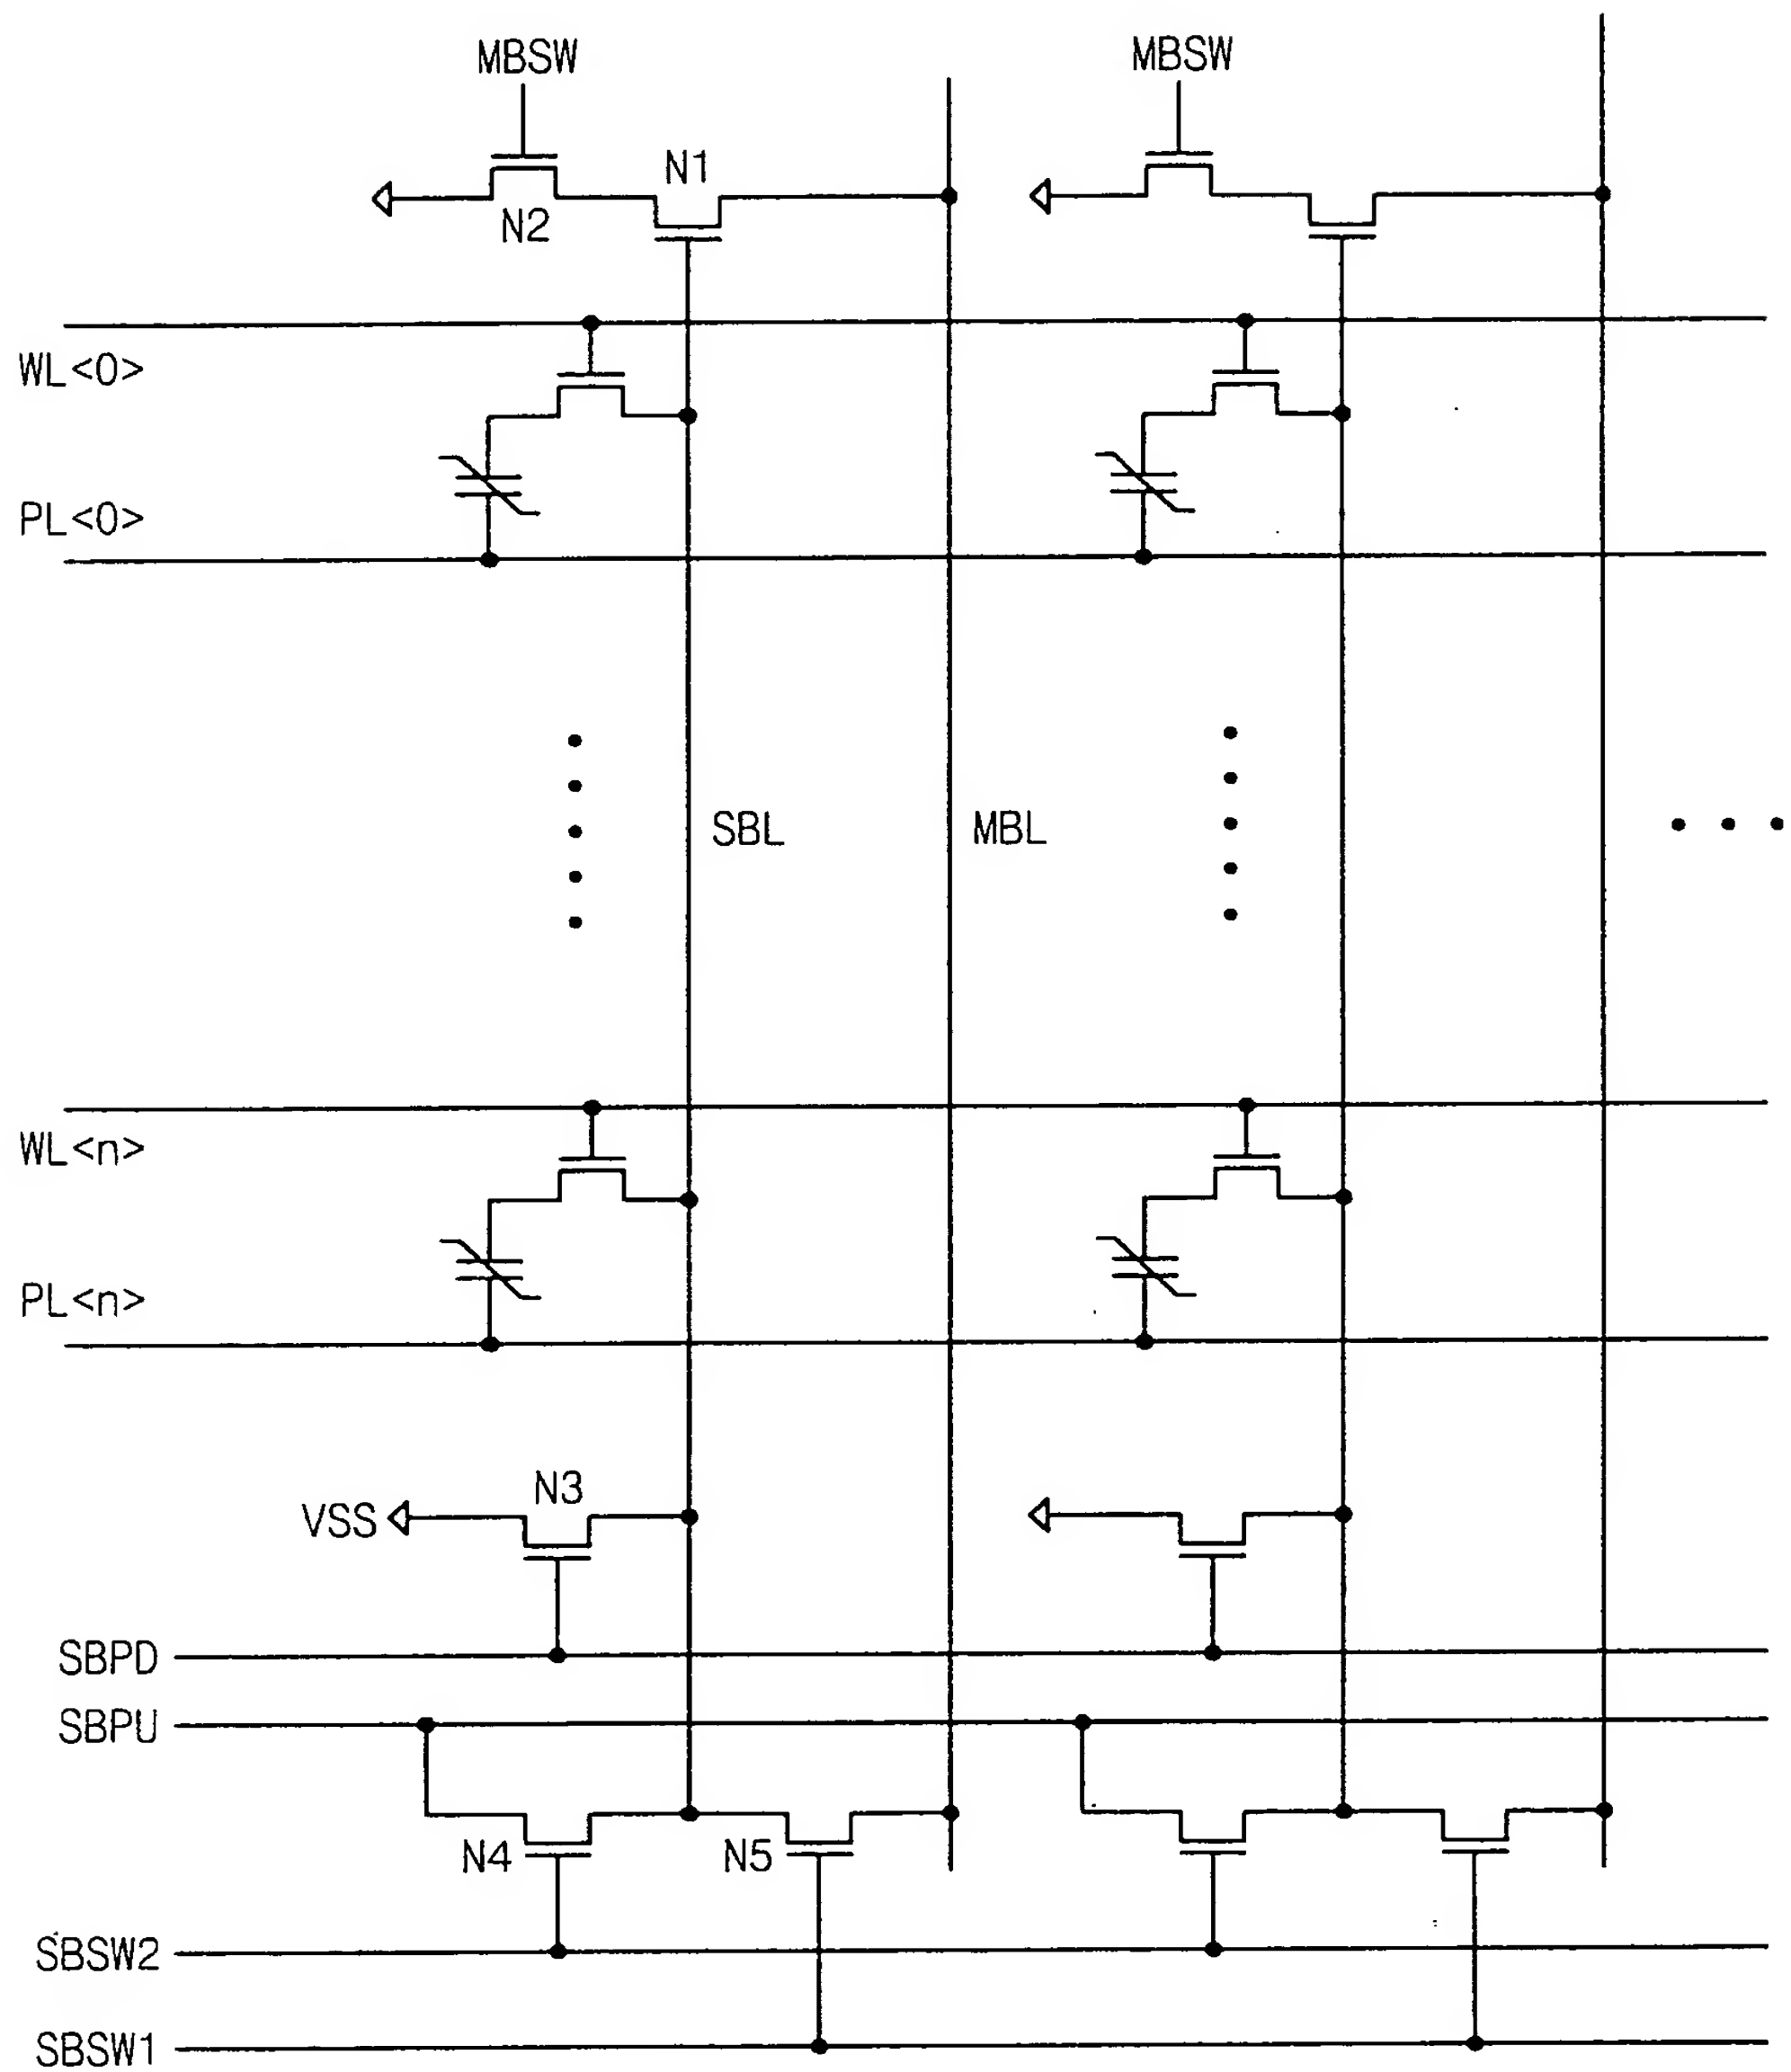 MBSW
MBSW
N1
N2
WL<0>
PL<0>
SBL
MBL
WL<n>
PL<n>
N3
VSS
SBPD
SBPU
N4
N5
SBSW2
SBSW1